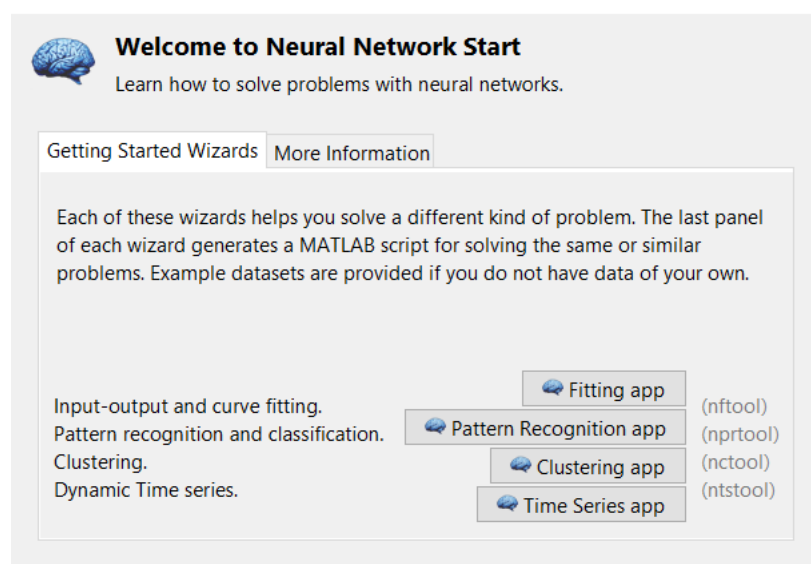 Welcome to Neural Network Start
Learn how to solve problems with neural networks.
Getting Started Wizards
More Information
Each of these wizards helps you solve a different kind of problem. The last panel
of each wizard generates a MATLAB script for solving the same or similar
problems. Example datasets are provided if you do not have data of your own.
Input-output and curve fitting. Fitting app (nftool)
Pattern recognition and classification. Pattern Recognition app (nprtool)
Clustering. Clustering app (nctool)
Dynamic Time series. Time Series app (ntstool)